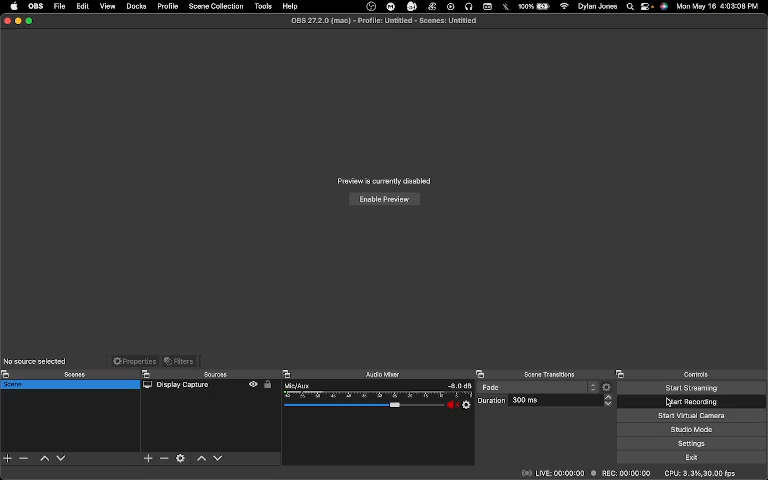 OBS File Edit View Docks Profile Scene Collection Tools Help 100% Dylan Jones Mon May 16 4:03:08 PM
OBS 27.2.0 (mac) - Profile: Untitled - Scenes: Untitled
Preview is currently disabled
Enable Preview
No source selected Properties Filters
Scenes Sources Audio Mixer Scene Transitions Controls
Scene Display Capture Mic/Aux -8.0 dB Fade Start Streaming
Duration 300 ms Start Recording
Start Virtual Camera
Studio Mode
Settings
Exit
LIVE: 00:00:00 REC: 00:00:00 CPU: 3.3%,30.00 fps